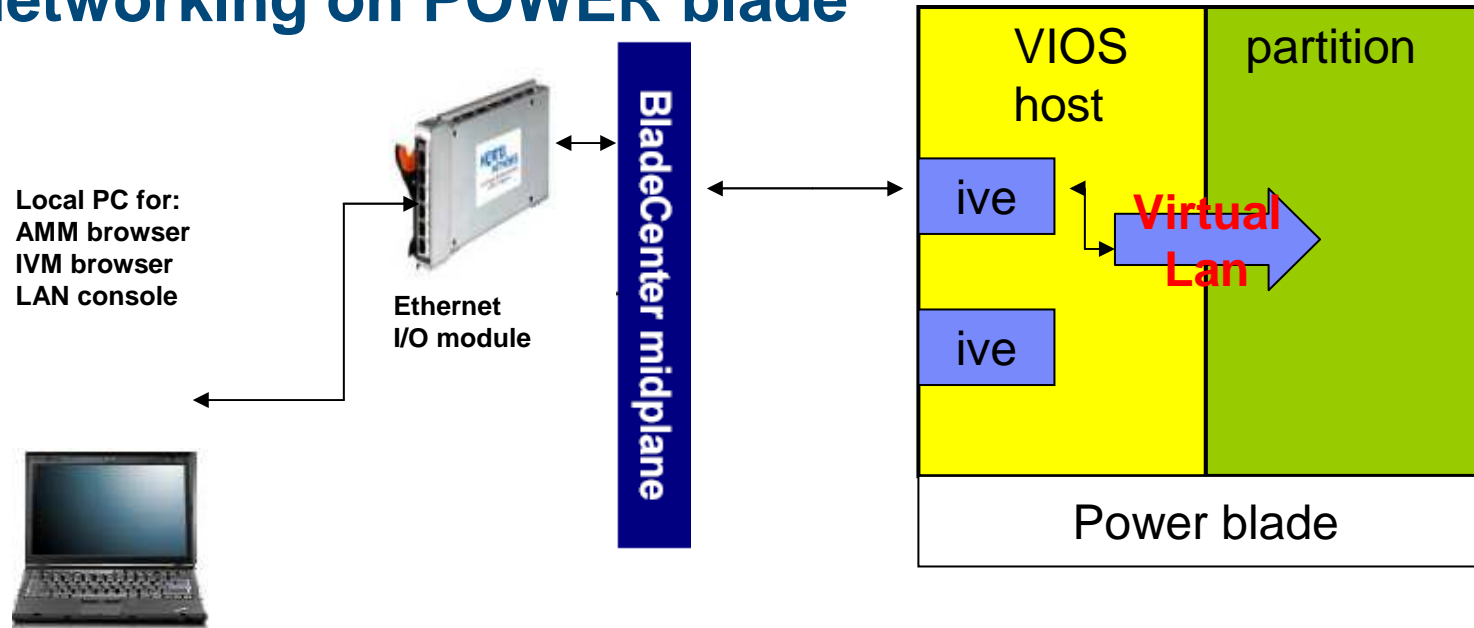 Networking on POWER blade
Local PC for:
AMM browser
IVM browser
LAN console
Ethernet
I/O module
BladeCenter midplane
VIOS
host
partition
ive
Virtual
Lan
ive
Power blade